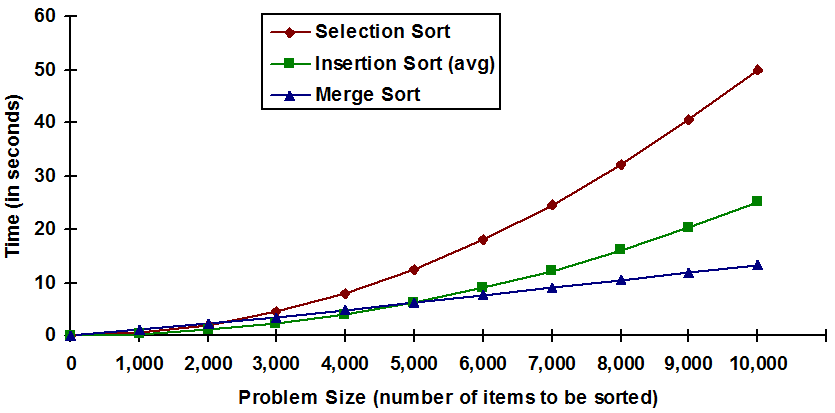 60
Selection Sort
Insertion Sort (avg)
Merge Sort
50
40
30
20
10
0
Time (in seconds)
0 1,000 2,000 3,000 4,000 5,000 6,000 7,000 8,000 9,000 10,000
Problem Size (number of items to be sorted)